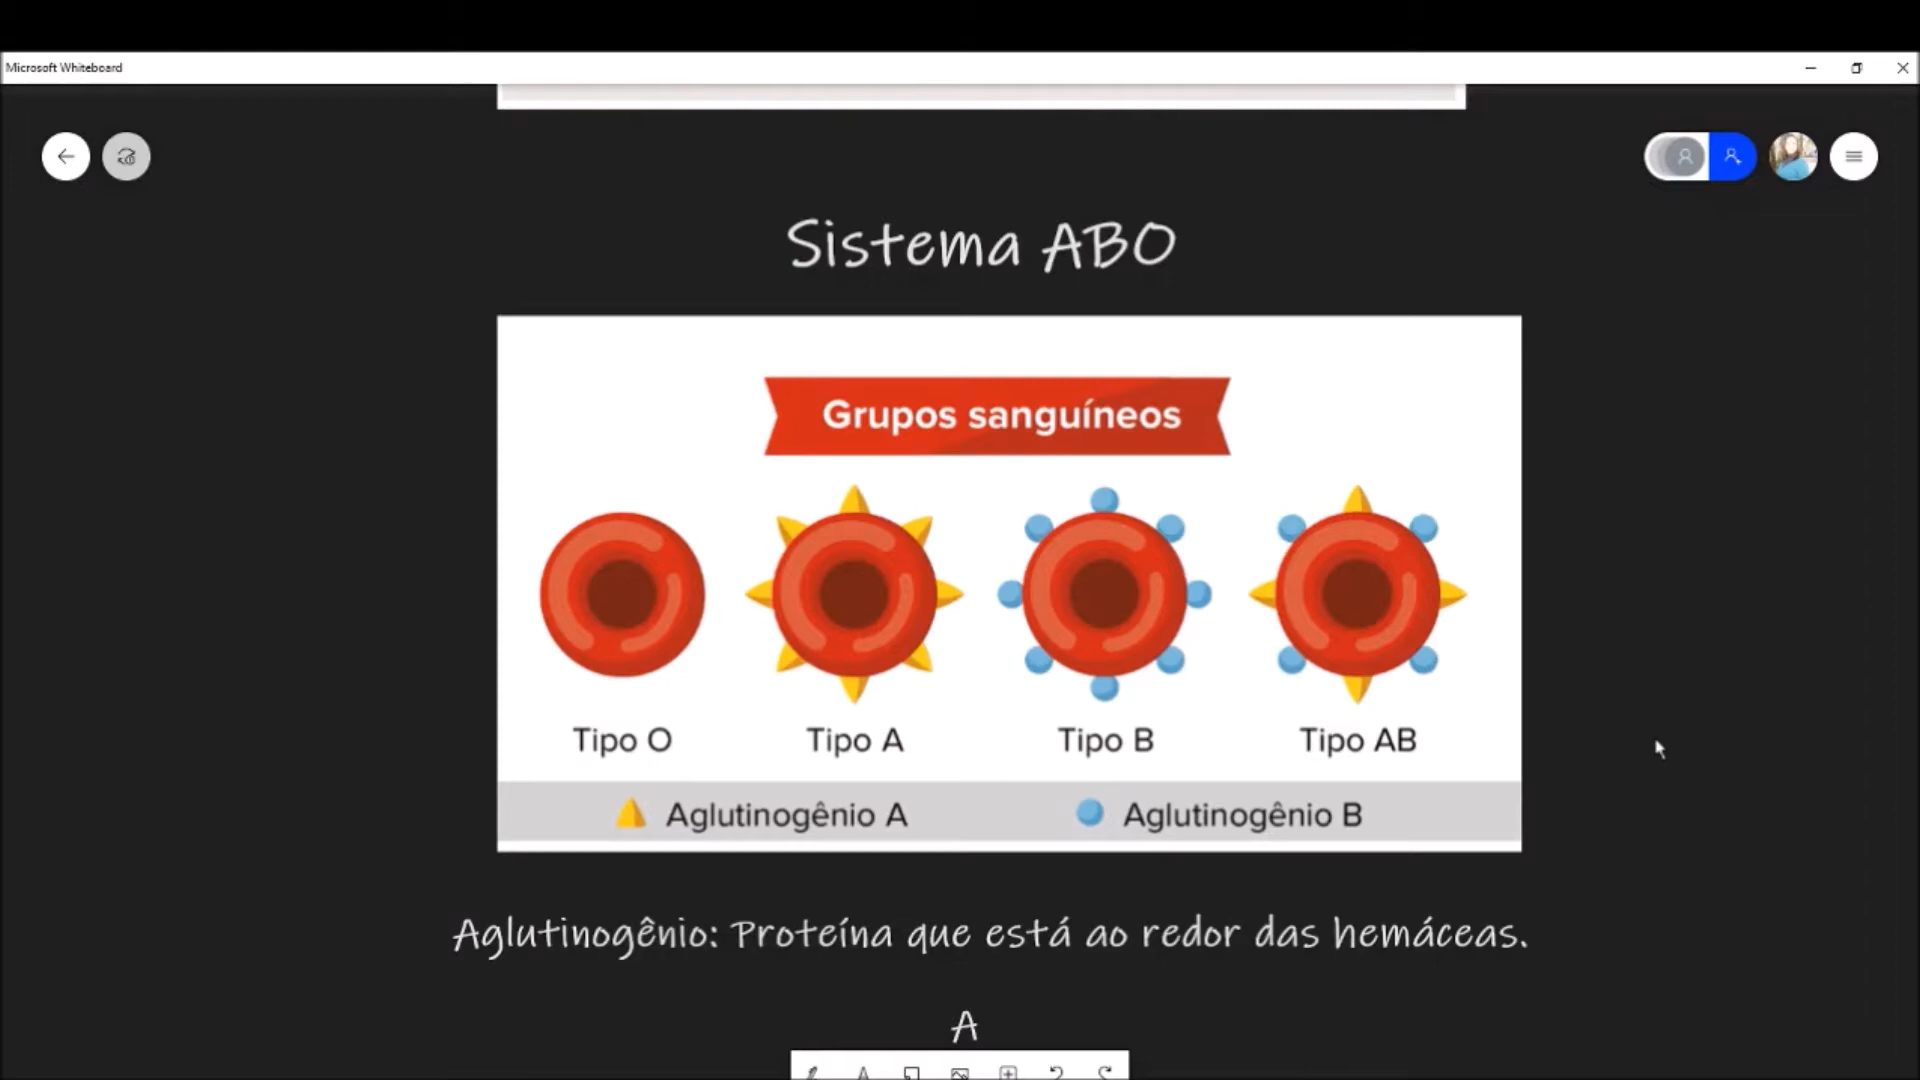 Microsoft Whiteboard
Sistema ABO
Grupos sanguíneos
Tipo O
Tipo A
Tipo B
Tipo AB
Aglutinogênio A
Aglutinogênio B
Aglutinogênio: Proteína que está ao redor das hemáceas.
A